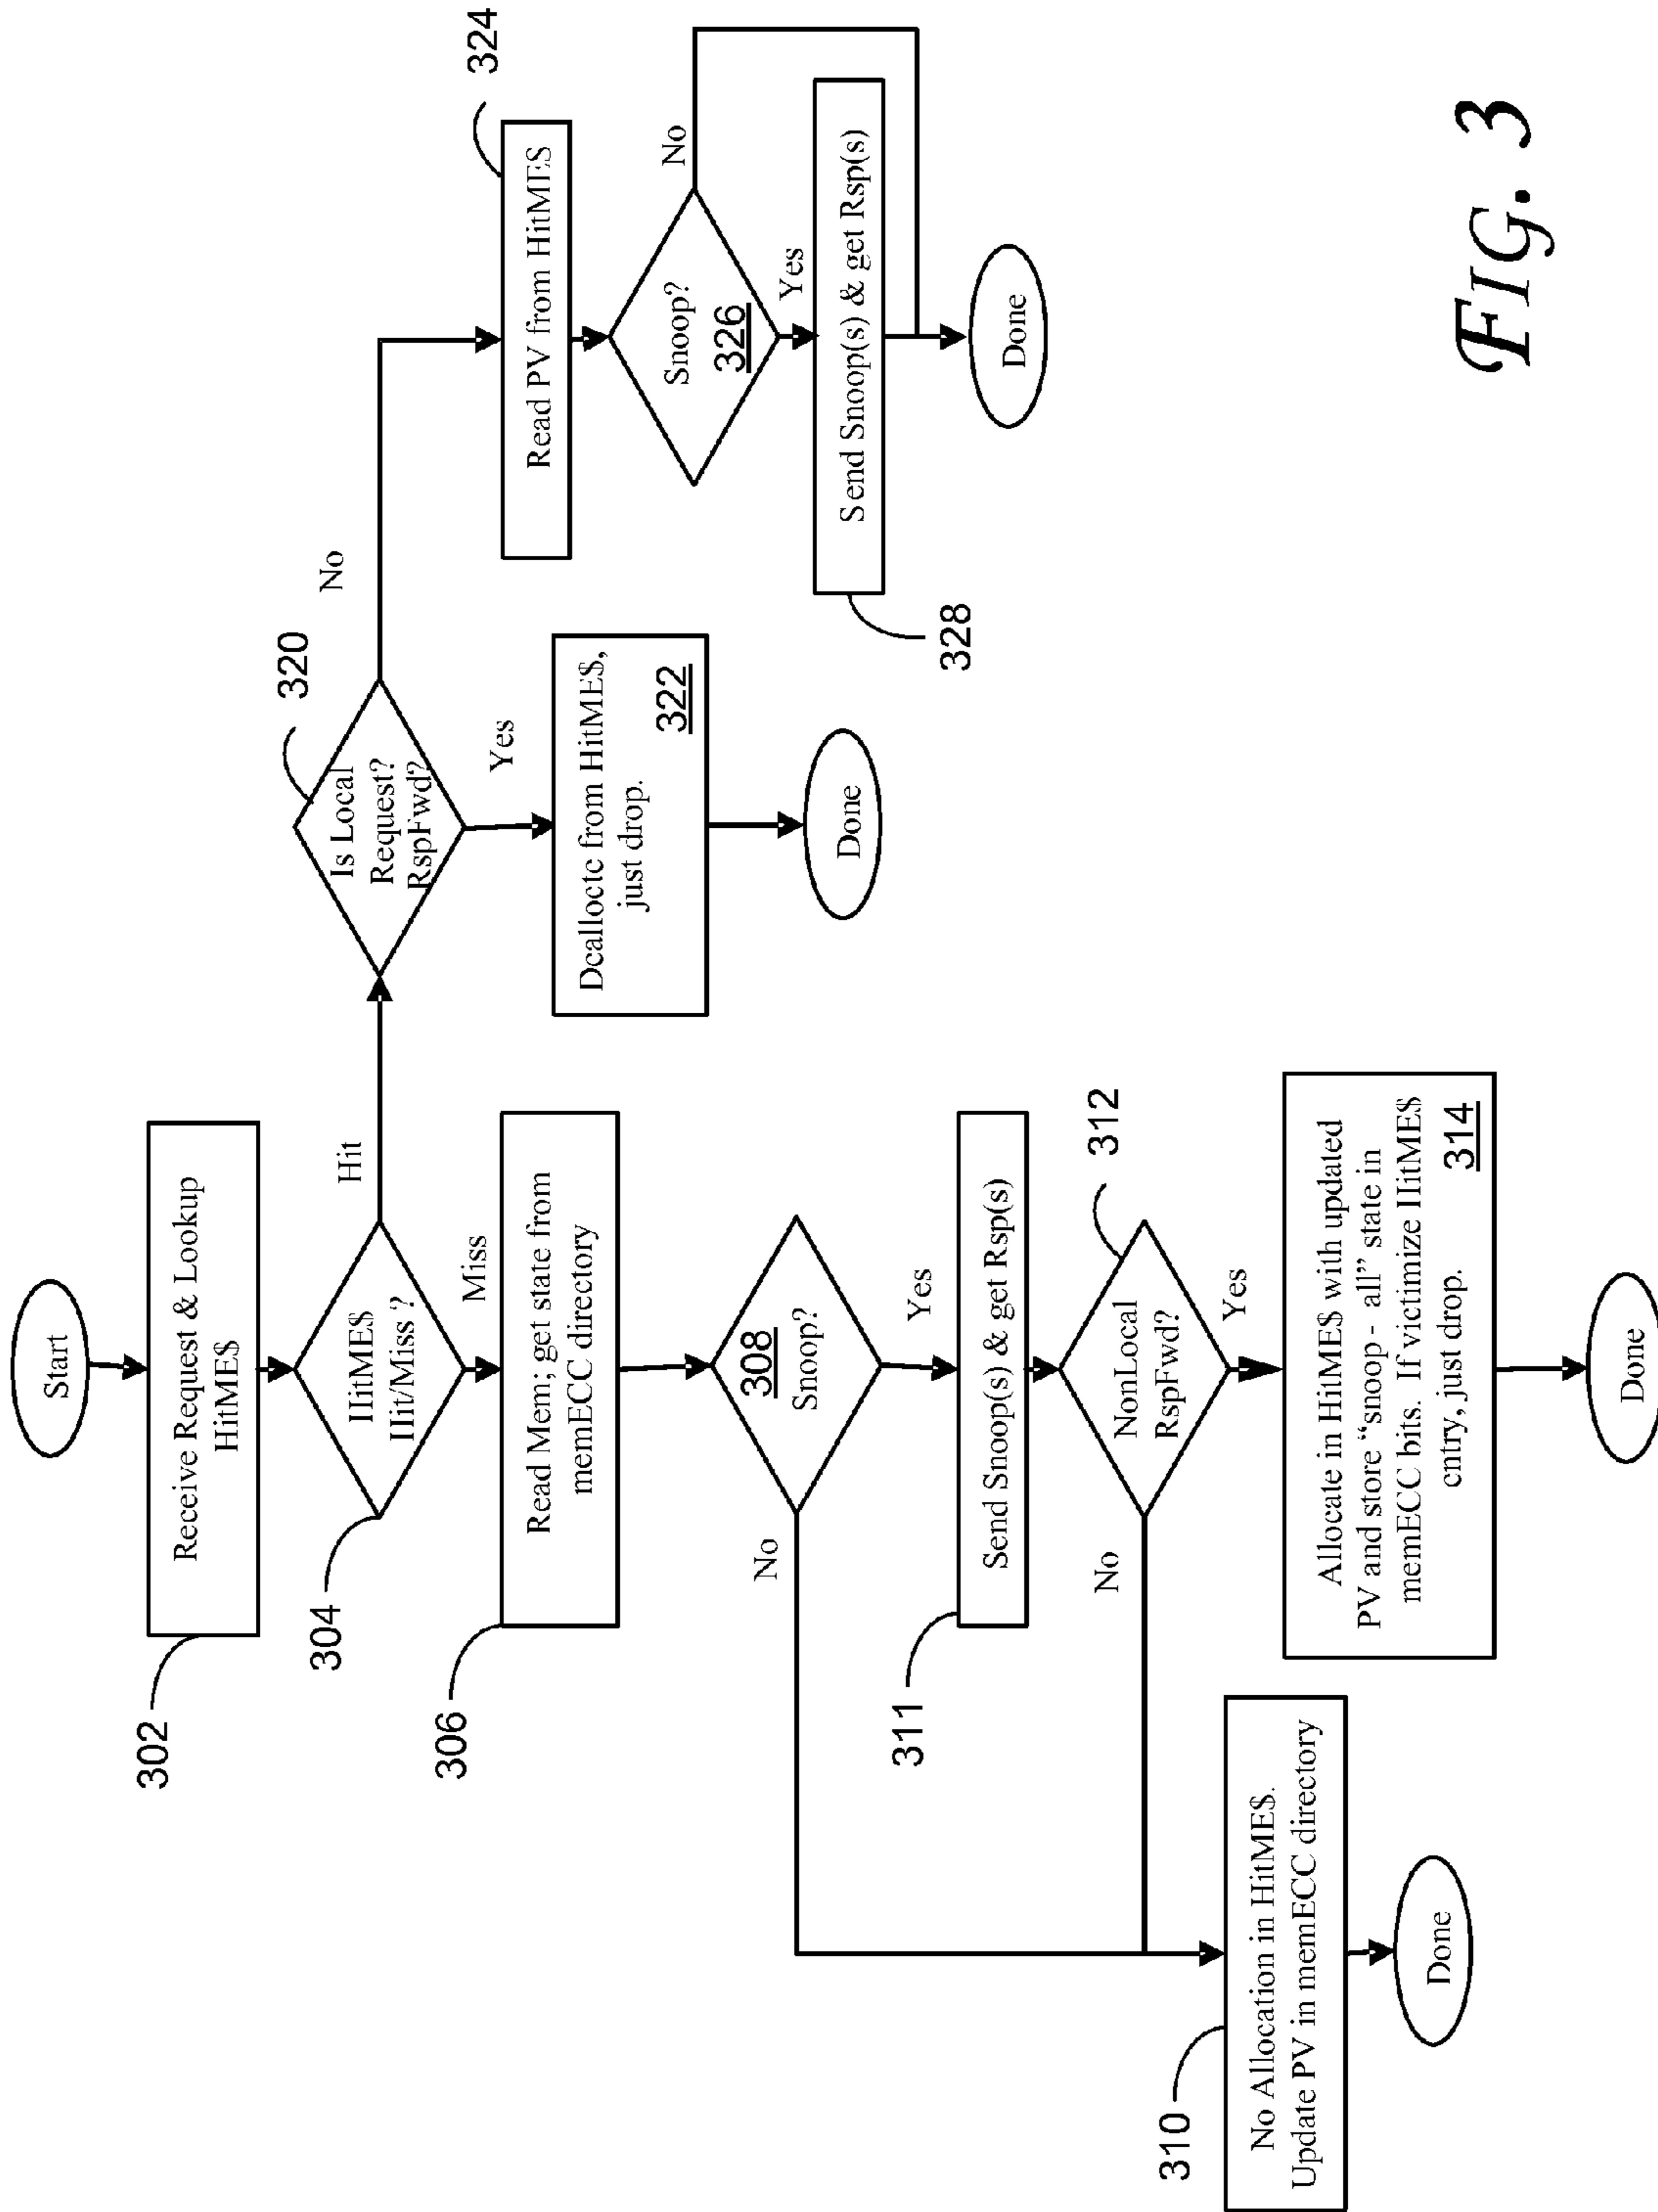 Start
Receive Request & Lookup
HitME$
302
HitME$
Hit/Miss ?
304
Hit
Miss
Read Mem; get state from
memECC directory
306
308
Snoop?
No
Yes
Send Snoop(s) & get Rsp(s)
311
NonLocal
RspFwd?
312
No
Yes
No Allocation in HitME$.
Update PV in memECC directory
310
Done
Allocate in HitME$ with updated
PV and store “snoop - all” state in
memECC bits. If victimize HitME$
entry, just drop.
314
Done
Is Local
Request?
RspFwd?
320
No
Yes
Deallocte from HitME$,
just drop.
322
Done
Read PV from HitME$
324
Snoop?
326
No
Yes
Send Snoop(s) & get Rsp(s)
328
Done
FIG. 3